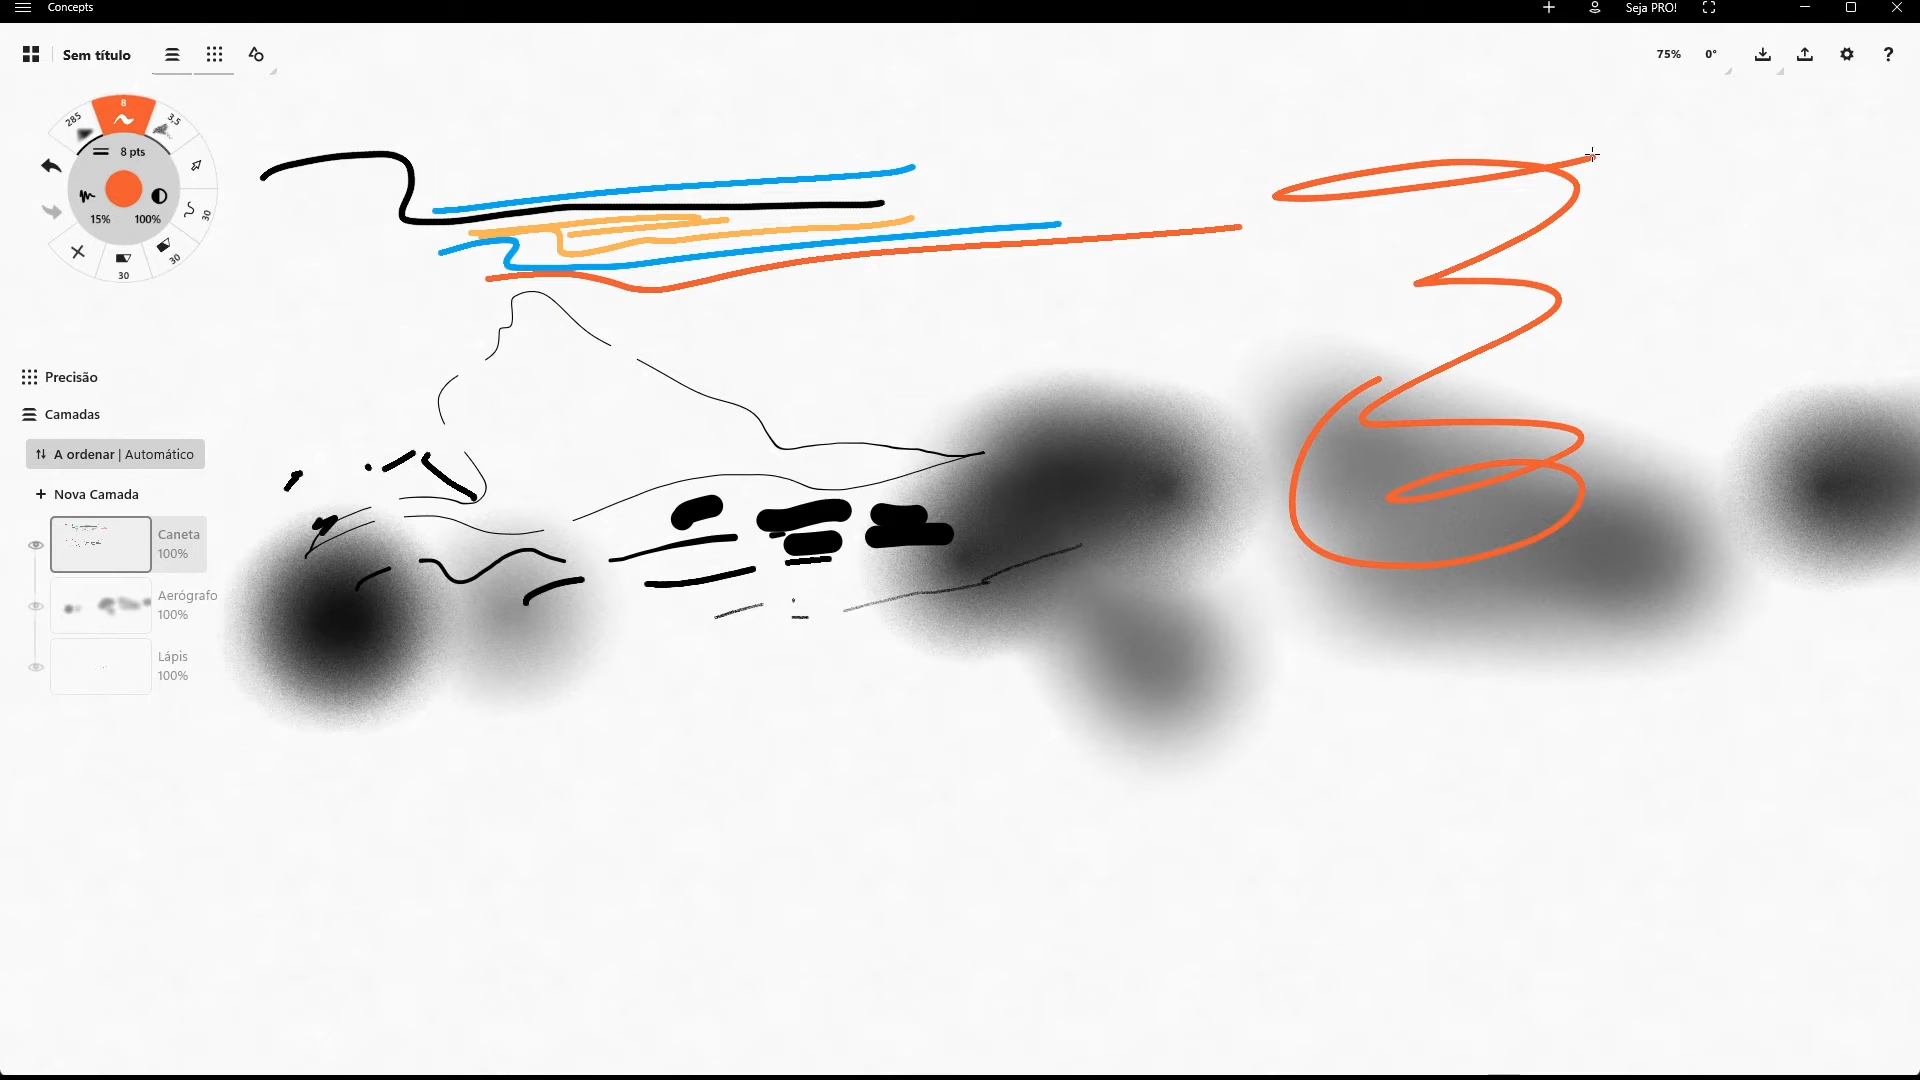 Concepts
Seja PRO!
Sem título
75%
0°
8
285
3,5
8 pts
15%
100%
30
30
30
Precisão
Camadas
A ordenar | Automático
Nova Camada
Caneta
100%
Aerógrafo
100%
Lápis
100%